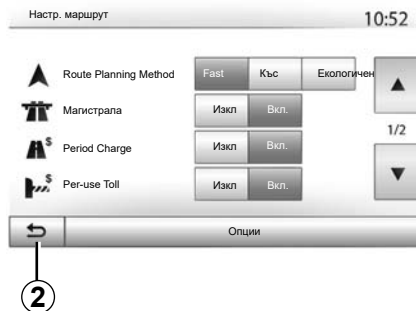 Настр. маршрут 10:52
Route Planning Method Fast Къс Екологичен
Магистрала Изкл Вкл.
$ Period Charge Изкл Вкл.
1/2
$ Per-use Toll Изкл Вкл.
Опции
2